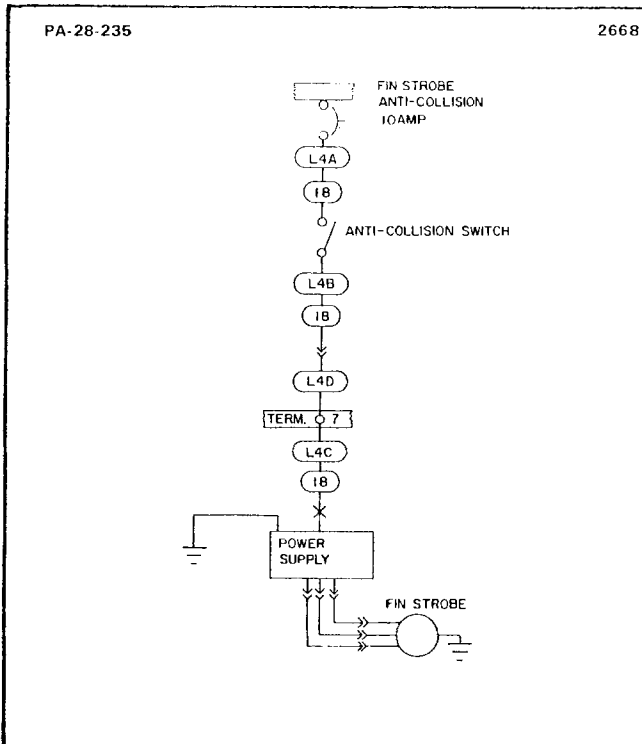 PA-28-235 2668
FIN STROBE
ANTI-COLLISION
10AMP
L4A
18
ANTI-COLLISION SWITCH
L4B
18
L4D
TERM. 7
L4C
18
POWER
SUPPLY
FIN STROBE